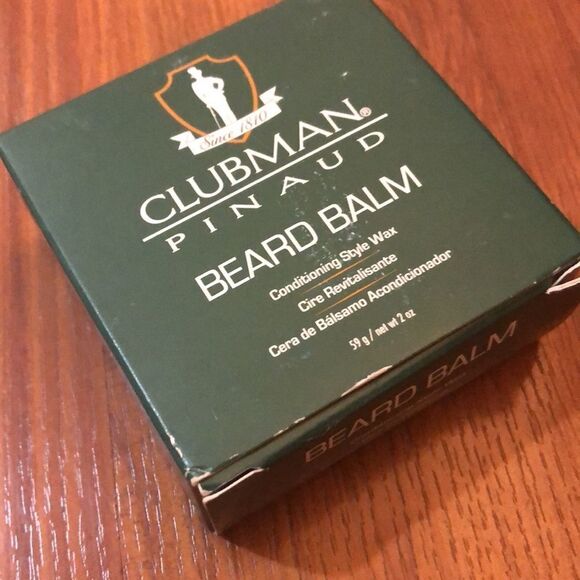 Since 1810
CLUBMAN®
PINAUD
BEARD BALM
Conditioning Style Wax
Cire Revitalisante
Cera de Bálsamo Acondicionador
59 g / net wt 2 oz
BEARD BALM